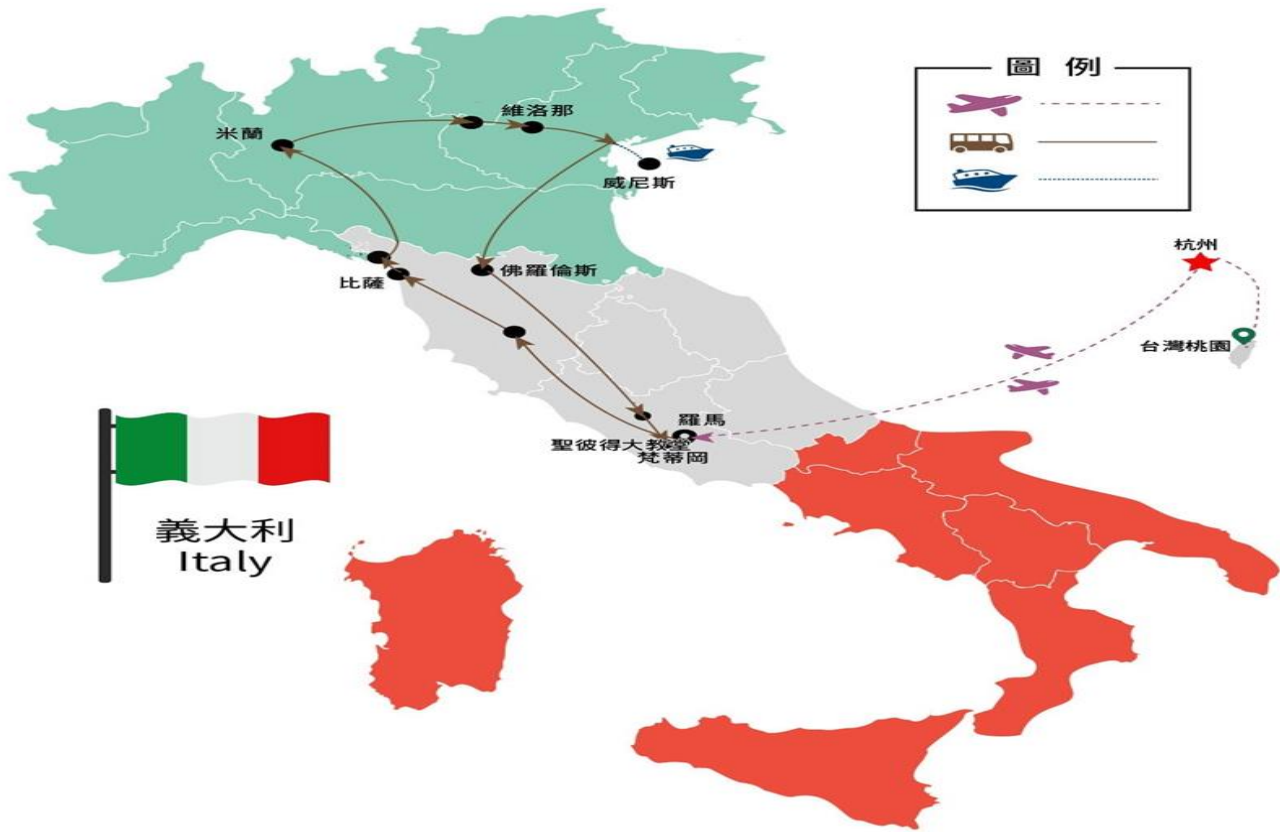 圖 例
維洛那
米蘭
威尼斯
佛羅倫斯
比薩
杭州
台灣桃園
羅馬
聖彼得大教堂
梵蒂岡
義大利
Italy